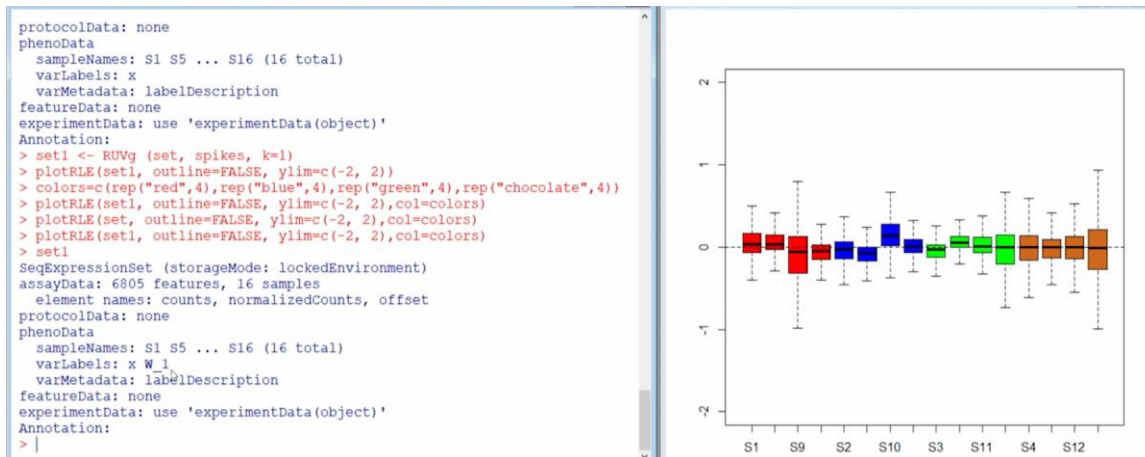 protocolData: none
phenoData
  sampleNames: S1 S5 ... S16 (16 total)
  varLabels: x
  varMetadata: labelDescription
featureData: none
experimentData: use 'experimentData(object)'
Annotation:
> set1 <- RUVg (set, spikes, k=1)
> plotRLE(set1, outline=FALSE, ylim=c(-2, 2))
> colors=c(rep("red",4),rep("blue",4),rep("green",4),rep("chocolate",4))
> plotRLE(set1, outline=FALSE, ylim=c(-2, 2),col=colors)
> plotRLE(set, outline=FALSE, ylim=c(-2, 2),col=colors)
> plotRLE(set1, outline=FALSE, ylim=c(-2, 2),col=colors)
> set1
SeqExpressionSet (storageMode: lockedEnvironment)
assayData: 6805 features, 16 samples
  element names: counts, normalizedCounts, offset
protocolData: none
phenoData
  sampleNames: S1 S5 ... S16 (16 total)
  varLabels: x W_1
  varMetadata: labelDescription
featureData: none
experimentData: use 'experimentData(object)'
Annotation:
> |
2
1
0
-1
-2
S1 S9 S2 S10 S3 S11 S4 S12